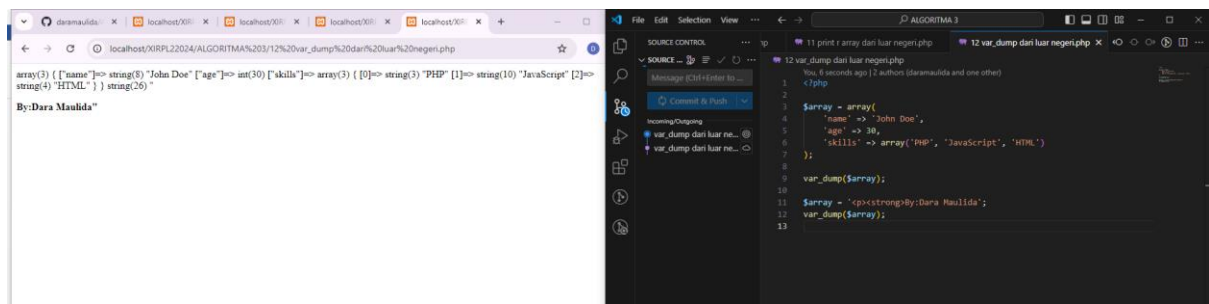 daramaulida/
localhost/XIRP
localhost/XIRP
localhost/XIRP
localhost/XIRP
localhost/XIRPL22024/ALGORITMA%203/12%20var_dump%20dari%20luar%20negeri.php
array(3) { ["name"]=> string(8) "John Doe" ["age"]=> int(30) ["skills"]=> array(3) { [0]=> string(3) "PHP" [1]=> string(10) "JavaScript" [2]=>
string(4) "HTML" } } string(26) "
By:Dara Maulida"
File Edit Selection View ··· ALGORITMA 3
SOURCE CONTROL ···
11 print r array dari luar negeri.php
12 var_dump dari luar negeri.php
SOURCE ...
Message (Ctrl+Enter to ...
Commit & Push
Incoming/Outgoing
var_dump dari luar ne...
var_dump dari luar ne...
12 var_dump dari luar negeri.php
You, 6 seconds ago | 2 authors (daramaulida and one other)
1 <?php
2
3 $array = array(
4 'name' => 'John Doe',
5 'age' => 30,
6 'skills' => array('PHP', 'JavaScript', 'HTML')
7 );
8
9 var_dump($array);
10
11 $array = '<p><strong>By:Dara Maulida';
12 var_dump($array);
13